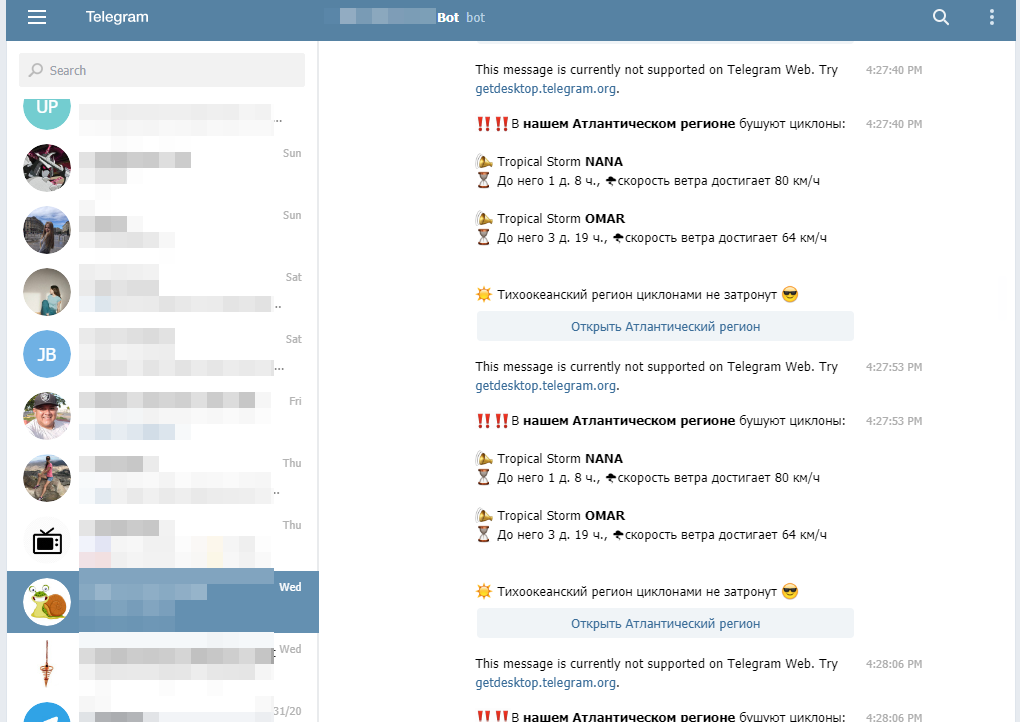 Telegram
Bot bot
Search
UP
...
Sun
Sun
Sat
..
JB
Sat
...
Fri
Thu
..
Thu
Wed
Wed
31/20
This message is currently not supported on Telegram Web. Try 4:27:40 PM
getdesktop.telegram.org.
‼️‼️В нашем Атлантическом регионе бушуют циклоны: 4:27:40 PM
Tropical Storm NANA
До него 1 д. 8 ч., 🌪скорость ветра достигает 80 км/ч
Tropical Storm OMAR
До него 3 д. 19 ч., 🌪скорость ветра достигает 64 км/ч
Тихоокеанский регион циклонами не затронут 😎
Открыть Атлантический регион
This message is currently not supported on Telegram Web. Try 4:27:53 PM
getdesktop.telegram.org.
‼️‼️В нашем Атлантическом регионе бушуют циклоны: 4:27:53 PM
Tropical Storm NANA
До него 1 д. 8 ч., 🌪скорость ветра достигает 80 км/ч
Tropical Storm OMAR
До него 3 д. 19 ч., 🌪скорость ветра достигает 64 км/ч
Тихоокеанский регион циклонами не затронут 😎
Открыть Атлантический регион
This message is currently not supported on Telegram Web. Try 4:28:06 PM
getdesktop.telegram.org.
‼️‼️В нашем Атлантическом регионе бушуют циклоны: 4:28:06 PM